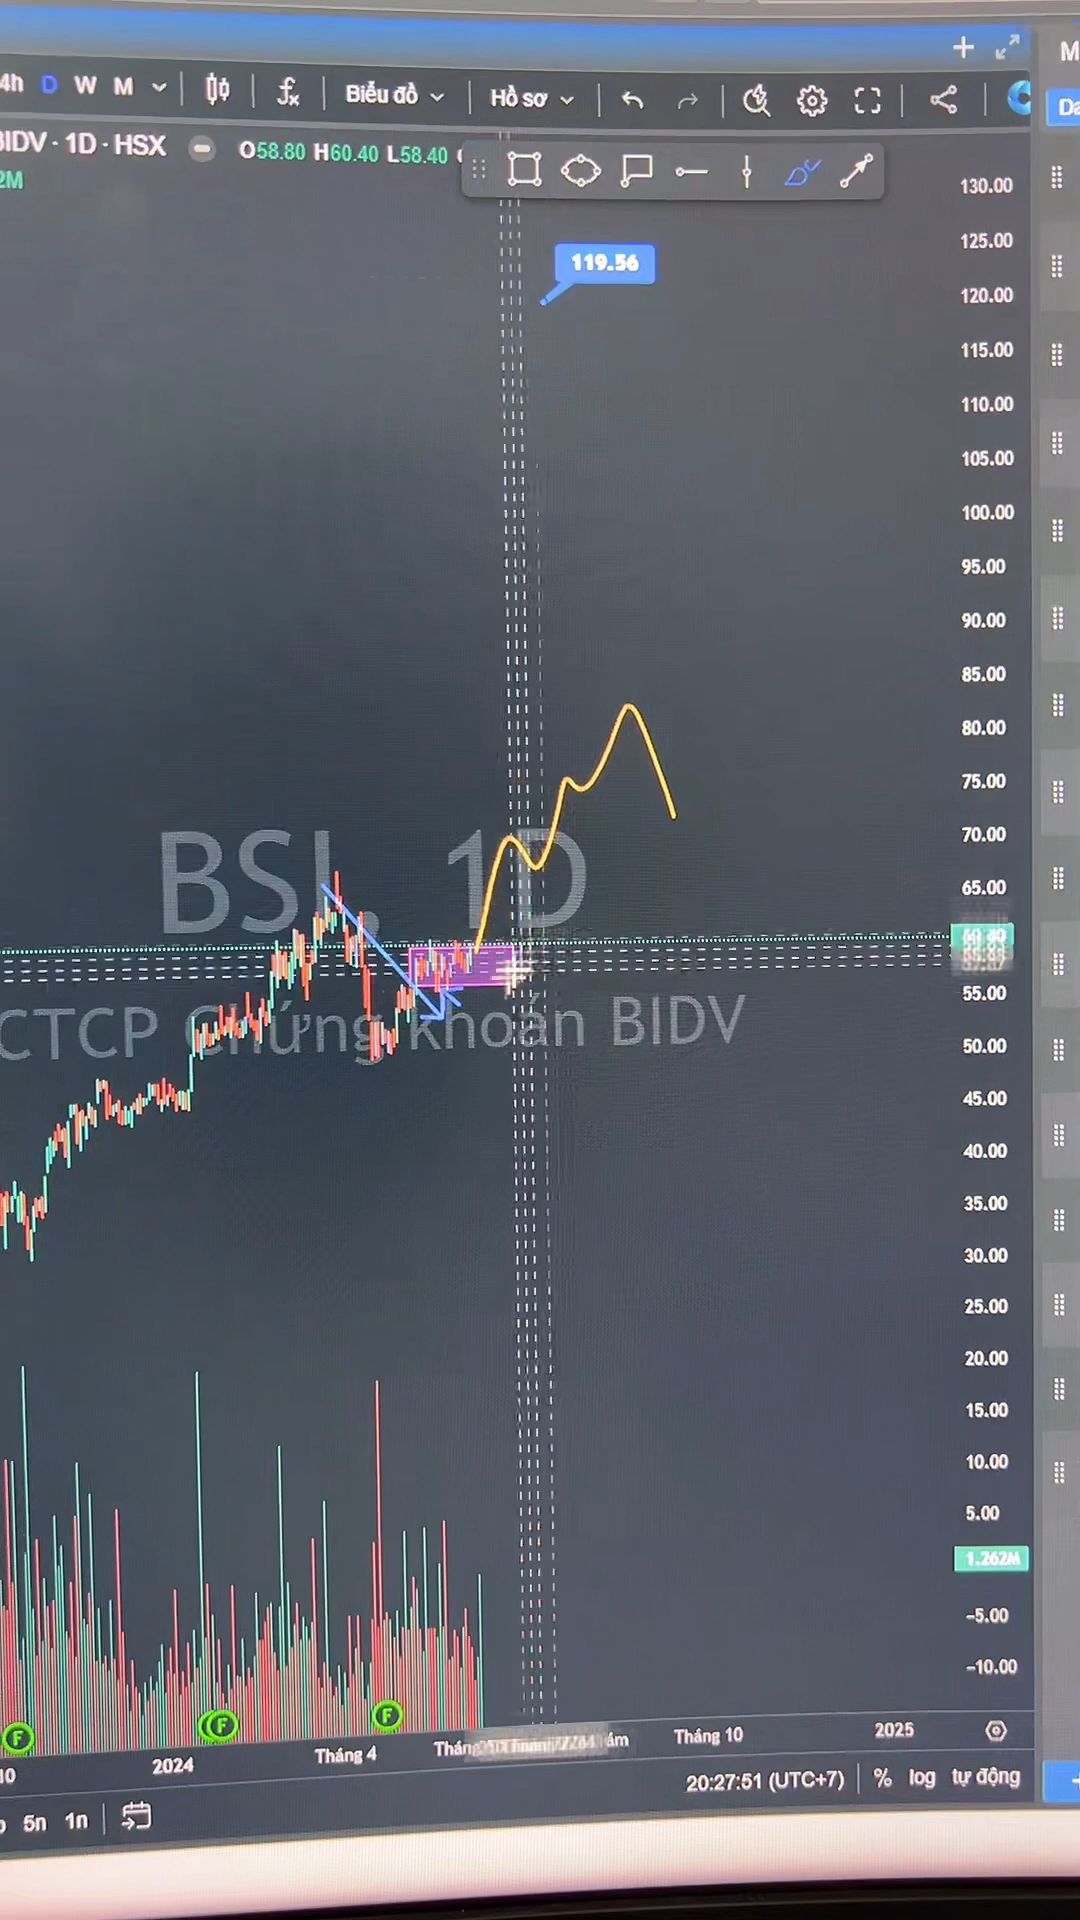 4h D W M Biểu đồ Hồ sơ
BIDV · 1D · HSX O58.80 H60.40 L58.40
2M
119.56
130.00
125.00
120.00
115.00
110.00
105.00
100.00
95.00
90.00
85.00
80.00
75.00
70.00
65.00
55.00
50.00
45.00
40.00
35.00
30.00
25.00
20.00
15.00
10.00
5.00
1.262M
−5.00
−10.00
BSI, 1D
CTCP Chứng khoán BIDV
F F F
10 2024 Tháng 4 Tháng 10 2025
20:27:51 (UTC+7) % log tự động
5n 1n